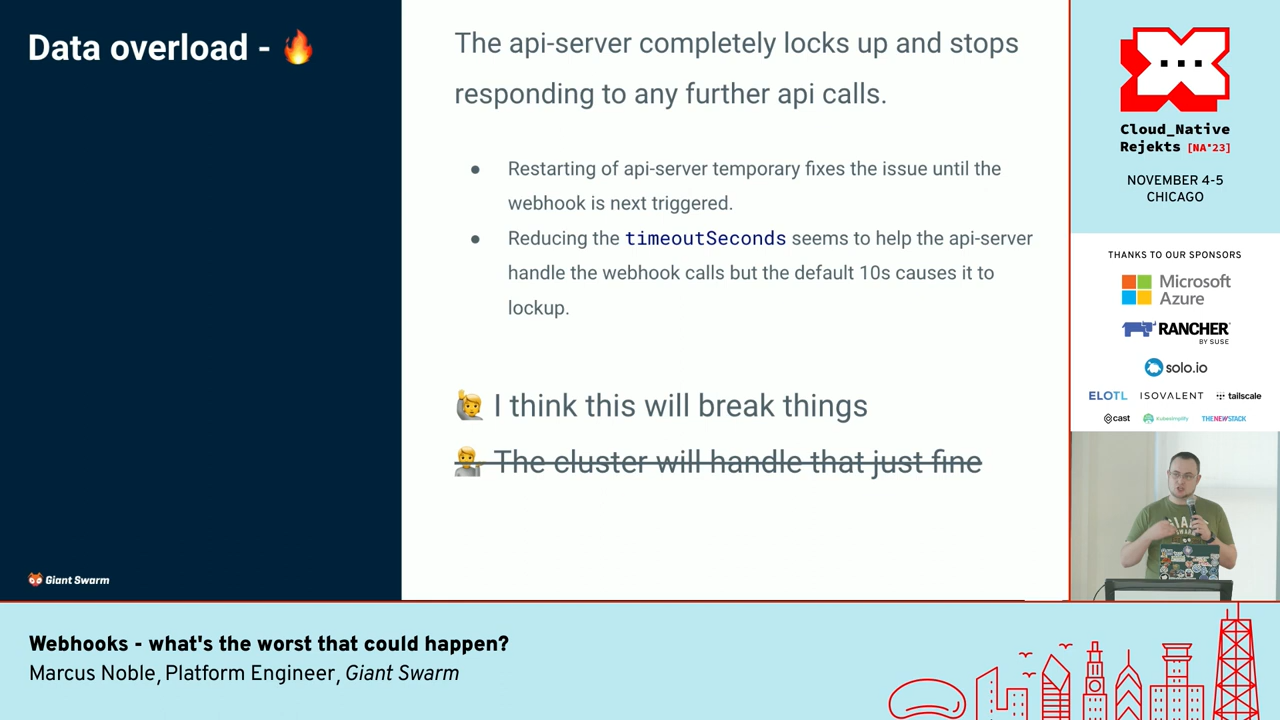 Data overload - 🔥
The api-server completely locks up and stops
responding to any further api calls.
● Restarting of api-server temporary fixes the issue until the
webhook is next triggered.
● Reducing the timeoutSeconds seems to help the api-server
handle the webhook calls but the default 10s causes it to
lockup.
🙋 I think this will break things
💁 The cluster will handle that just fine
Giant Swarm
Cloud_Native
Rejekts [NA'23]
NOVEMBER 4-5
CHICAGO
THANKS TO OUR SPONSORS
Microsoft
Azure
RANCHER
BY SUSE
solo.io
ELOTL ISOVALENT tailscale
cast Kubesimplify THENEWSTACK
GIANT
SWARM
Webhooks - what's the worst that could happen?
Marcus Noble, Platform Engineer, Giant Swarm